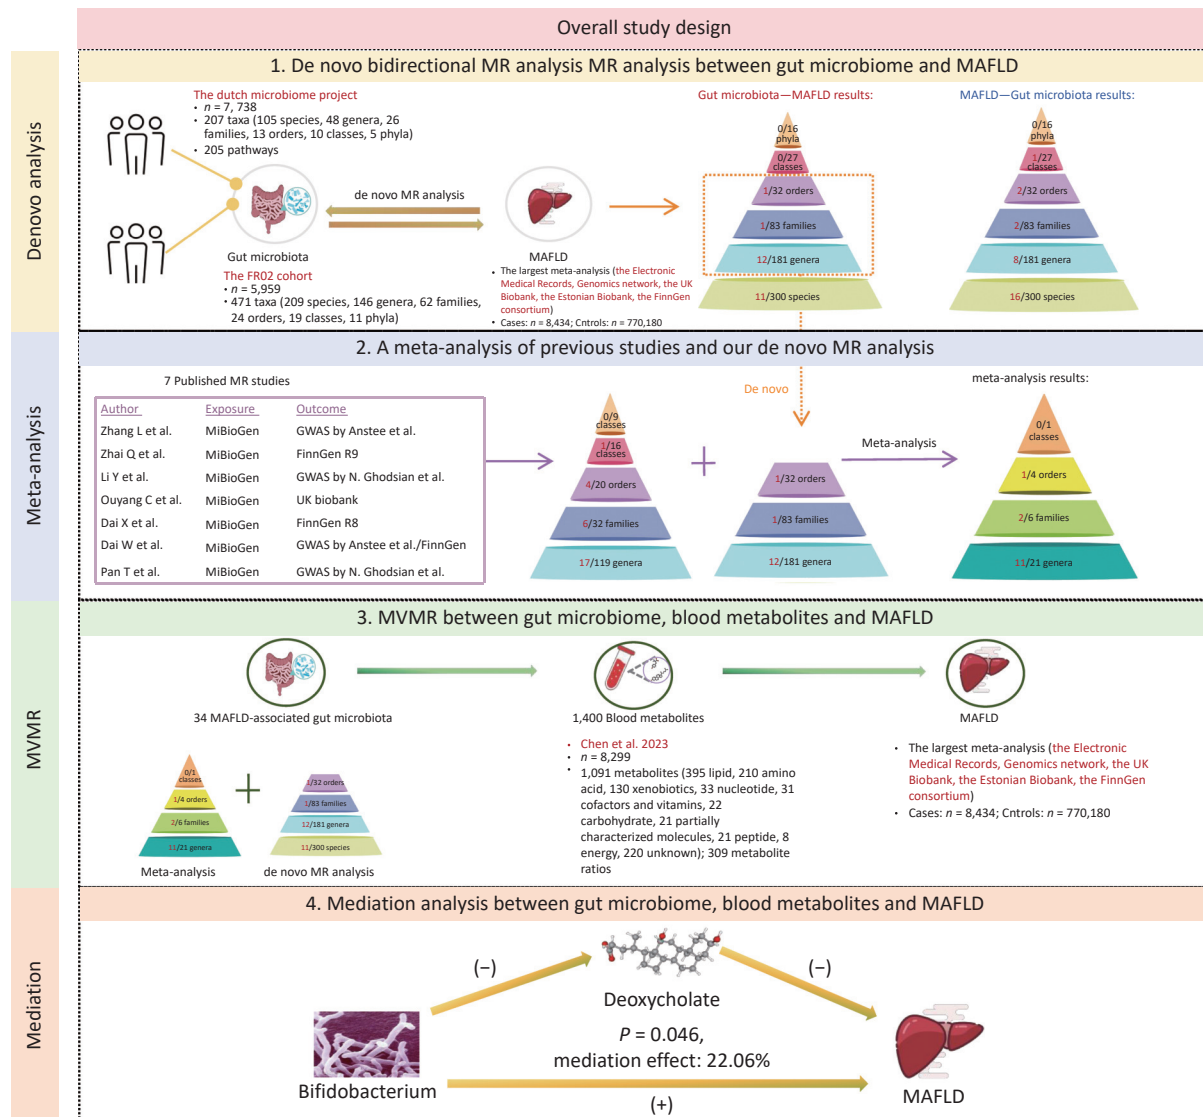 Overall study design
Denovo analysis
1. De novo bidirectional MR analysis MR analysis between gut microbiome and MAFLD
The dutch microbiome project
• n = 7, 738
• 207 taxa (105 species, 48 genera, 26
families, 13 orders, 10 classes, 5 phyla)
• 205 pathways
de novo MR analysis
Gut microbiota
The FR02 cohort
• n = 5,959
• 471 taxa (209 species, 146 genera, 62 families,
24 orders, 19 classes, 11 phyla)
MAFLD
• The largest meta-analysis (the Electronic
Medical Records, Genomics network, the UK
Biobank, the Estonian Biobank, the FinnGen
consortium)
• Cases: n = 8,434; Cntrols: n = 770,180
Gut microbiota—MAFLD results:
0/16
phyla
0/27
classes
1/32 orders
1/83 families
12/181 genera
11/300 species
MAFLD—Gut microbiota results:
0/16
phyla
1/27
classes
2/32 orders
2/83 families
8/181 genera
16/300 species
Meta-analysis
2. A meta-analysis of previous studies and our de novo MR analysis
7 Published MR studies
Author Exposure Outcome
Zhang L et al. MiBioGen GWAS by Anstee et al.
Zhai Q et al. MiBioGen FinnGen R9
Li Y et al. MiBioGen GWAS by N. Ghodsian et al.
Ouyang C et al. MiBioGen UK biobank
Dai X et al. MiBioGen FinnGen R8
Dai W et al. MiBioGen GWAS by Anstee et al./FinnGen
Pan T et al. MiBioGen GWAS by N. Ghodsian et al.
0/9
classes
1/16
classes
4/20 orders
6/32 families
17/119 genera
+
De novo
1/32 orders
1/83 families
12/181 genera
Meta-analysis
meta-analysis results:
0/1
classes
1/4 orders
2/6 families
11/21 genera
MVMR
3. MVMR between gut microbiome, blood metabolites and MAFLD
34 MAFLD-associated gut microbiota
0/1
classes
1/4 orders
2/6 families
11/21 genera
Meta-analysis
+
1/32 orders
1/83 families
12/181 genera
11/300 species
de novo MR analysis
1,400 Blood metabolites
• Chen et al. 2023
• n = 8,299
• 1,091 metabolites (395 lipid, 210 amino
acid, 130 xenobiotics, 33 nucleotide, 31
cofactors and vitamins, 22
carbohydrate, 21 partially
characterized molecules, 21 peptide, 8
energy, 220 unknown); 309 metabolite
ratios
MAFLD
• The largest meta-analysis (the Electronic
Medical Records, Genomics network, the UK
Biobank, the Estonian Biobank, the FinnGen
consortium)
• Cases: n = 8,434; Cntrols: n = 770,180
Mediation
4. Mediation analysis between gut microbiome, blood metabolites and MAFLD
(−)
(−)
Deoxycholate
P = 0.046,
mediation effect: 22.06%
Bifidobacterium
(+)
MAFLD